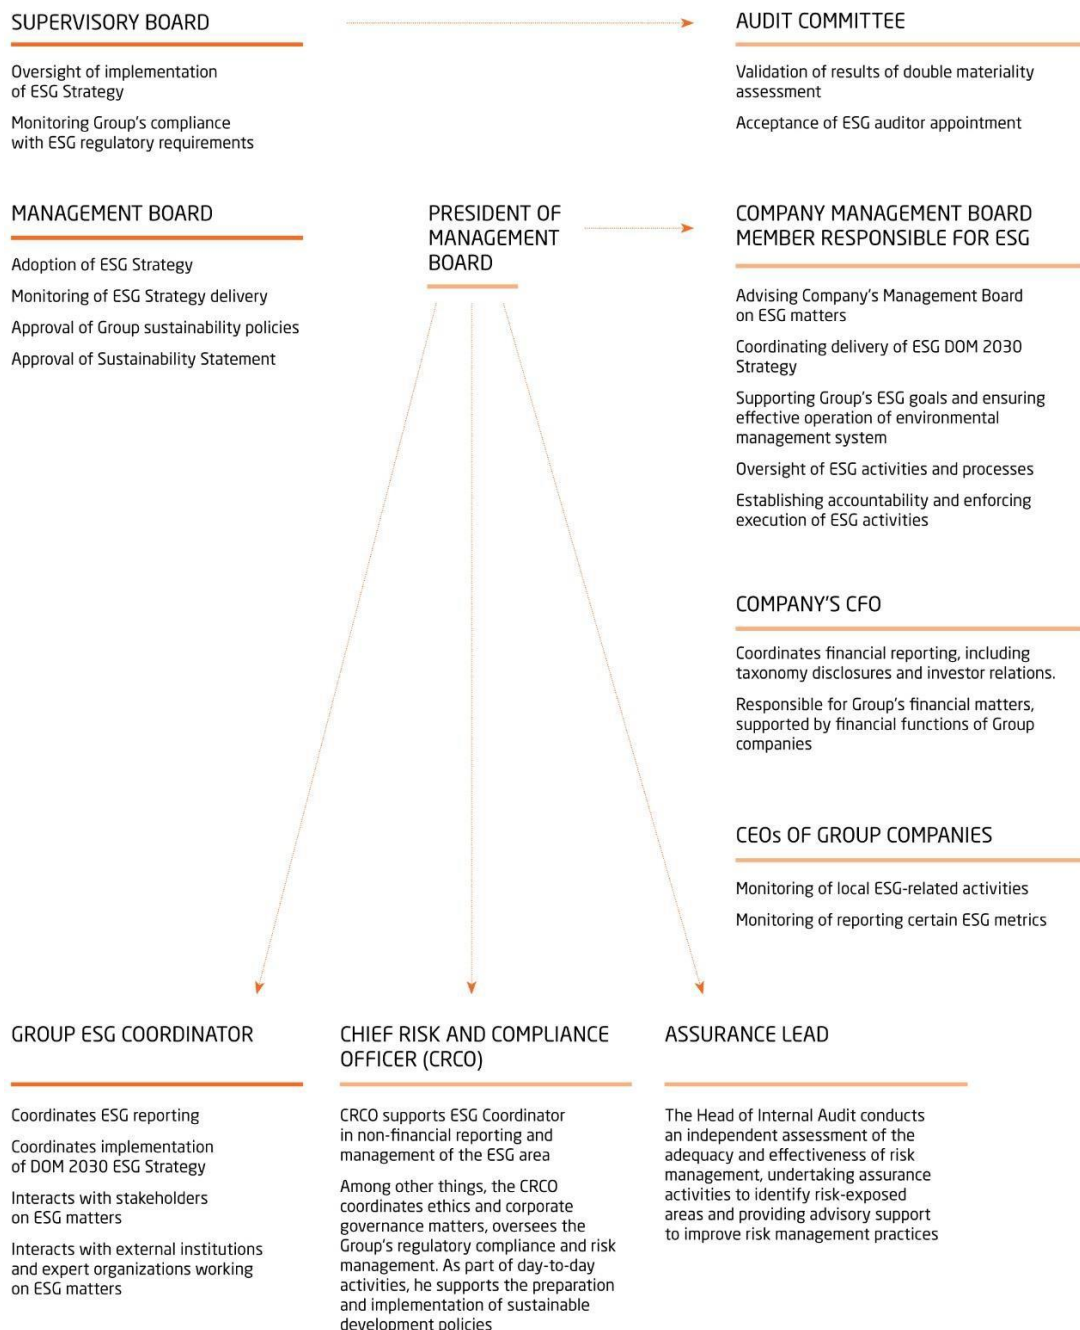 SUPERVISORY BOARD
Oversight of implementation
of ESG Strategy
Monitoring Group's compliance
with ESG regulatory requirements
AUDIT COMMITTEE
Validation of results of double materiality
assessment
Acceptance of ESG auditor appointment
MANAGEMENT BOARD
Adoption of ESG Strategy
Monitoring of ESG Strategy delivery
Approval of Group sustainability policies
Approval of Sustainability Statement
PRESIDENT OF
MANAGEMENT
BOARD
COMPANY MANAGEMENT BOARD
MEMBER RESPONSIBLE FOR ESG
Advising Company's Management Board
on ESG matters
Coordinating delivery of ESG DOM 2030
Strategy
Supporting Group's ESG goals and ensuring
effective operation of environmental
management system
Oversight of ESG activities and processes
Establishing accountability and enforcing
execution of ESG activities
COMPANY'S CFO
Coordinates financial reporting, including
taxonomy disclosures and investor relations.
Responsible for Group's financial matters,
supported by financial functions of Group
companies
CEOs OF GROUP COMPANIES
Monitoring of local ESG-related activities
Monitoring of reporting certain ESG metrics
GROUP ESG COORDINATOR
Coordinates ESG reporting
Coordinates implementation
of DOM 2030 ESG Strategy
Interacts with stakeholders
on ESG matters
Interacts with external institutions
and expert organizations working
on ESG matters
CHIEF RISK AND COMPLIANCE
OFFICER (CRCO)
CRCO supports ESG Coordinator
in non-financial reporting and
management of the ESG area
Among other things, the CRCO
coordinates ethics and corporate
governance matters, oversees the
Group's regulatory compliance and risk
management. As part of day-to-day
activities, he supports the preparation
and implementation of sustainable
development policies
ASSURANCE LEAD
The Head of Internal Audit conducts
an independent assessment of the
adequacy and effectiveness of risk
management, undertaking assurance
activities to identify risk-exposed
areas and providing advisory support
to improve risk management practices